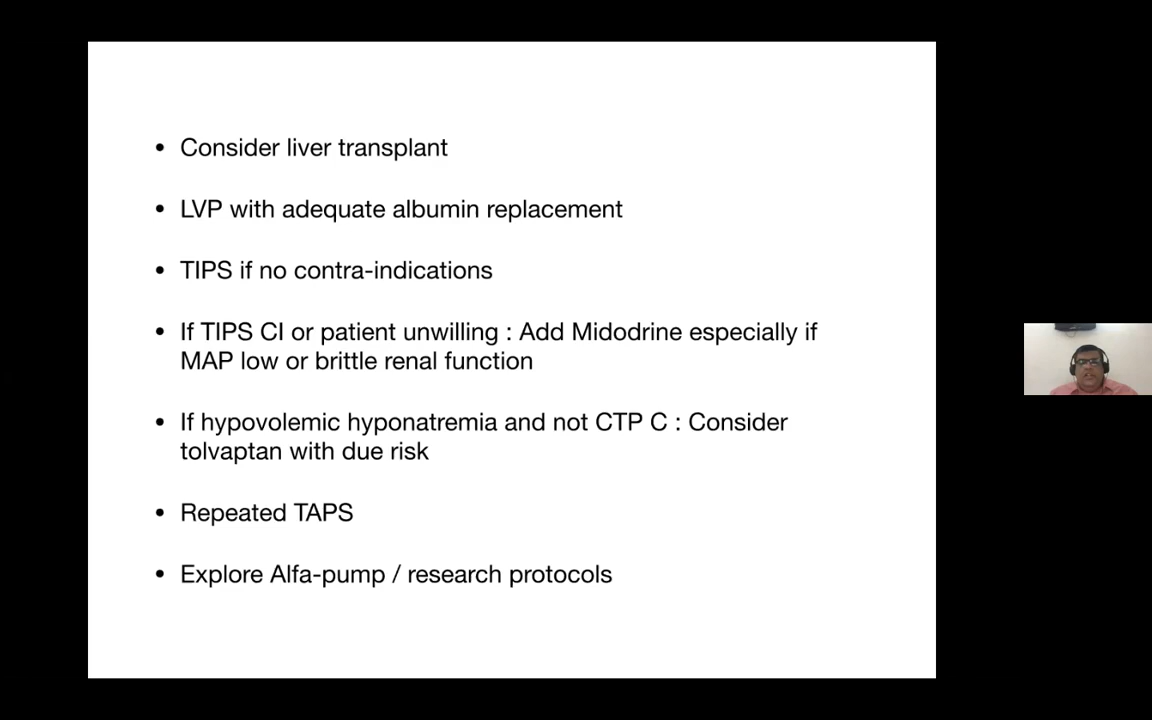 • Consider liver transplant
• LVP with adequate albumin replacement
• TIPS if no contra-indications
• If TIPS CI or patient unwilling : Add Midodrine especially if
MAP low or brittle renal function
• If hypovolemic hyponatremia and not CTP C : Consider
tolvaptan with due risk
• Repeated TAPS
• Explore Alfa-pump / research protocols